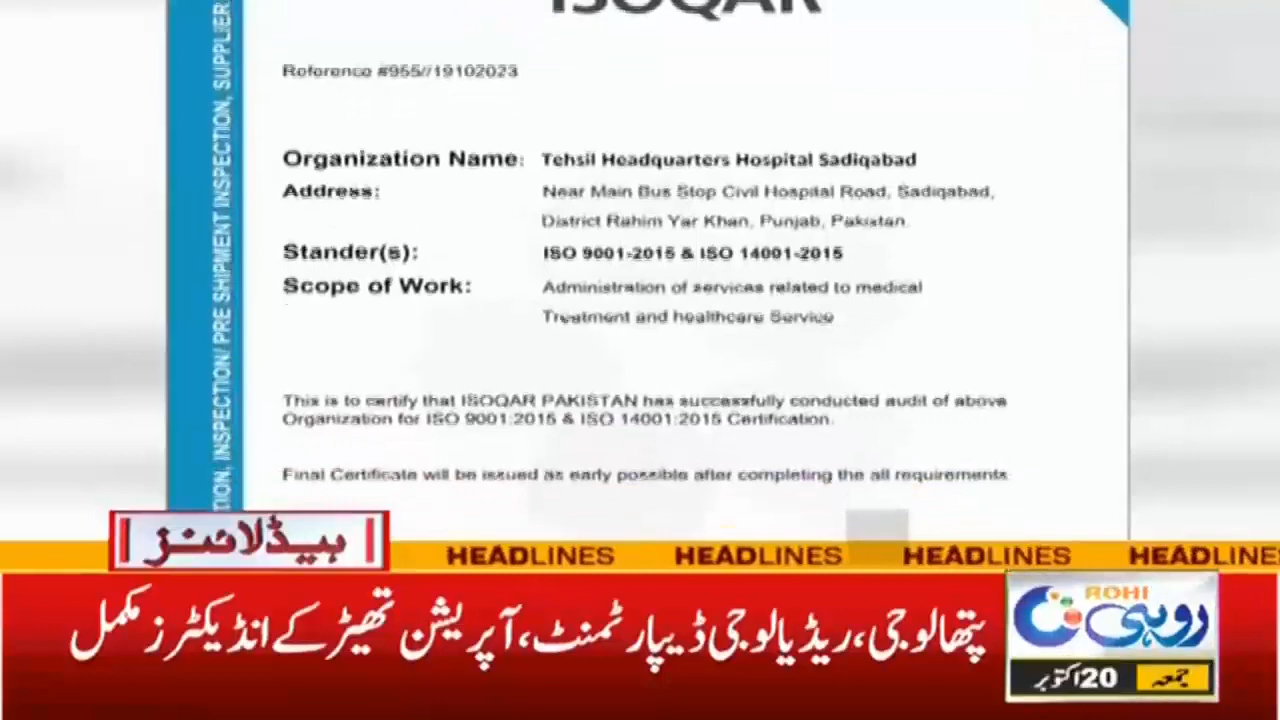 ISOQAR
TION, INSPECTION/ PRE SHIPMENT INSPECTION, SUPPLIER
Reference #955//19102023
Organization Name: Tehsil Headquarters Hospital Sadiqabad
Address: Near Main Bus Stop Civil Hospital Road, Sadiqabad,
District Rahim Yar Khan, Punjab, Pakistan
Stander(s): ISO 9001-2015 & ISO 14001-2015
Scope of Work: Administration of services related to medical
Treatment and healthcare Service
This is to certify that ISOQAR PAKISTAN has successfully conducted audit of above
Organization for ISO 9001:2015 & ISO 14001:2015 Certification.
Final Certificate will be issued as early possible after completing the all requirements
ہیڈلائنز
HEADLINES HEADLINES HEADLINES HEADLINES
پتھالوجی، ریڈیالوجی ڈیپارٹمنٹ، آپریشن تھیٹر کے انڈیکٹرز مکمل
ROHI
روہی
جمعہ 20 اکتوبر